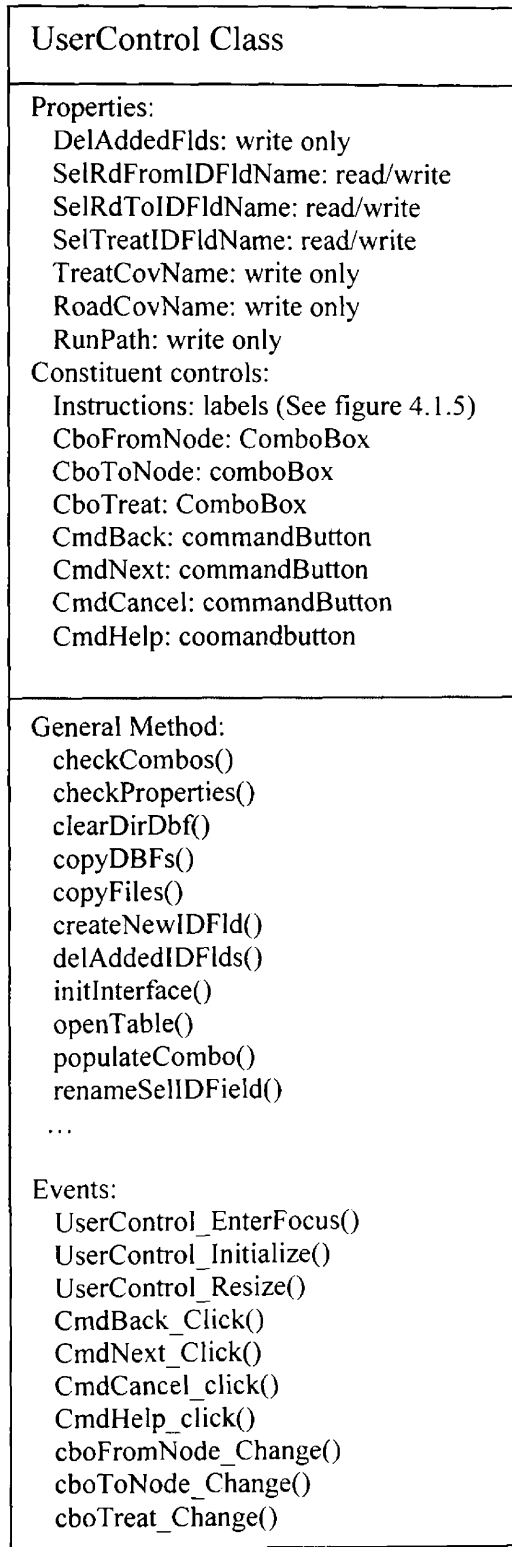 UserControl Class
Properties:
DelAddedFlds: write only
SelRdFromIDFldName: read/write
SelRdToIDFldName: read/write
SelTreatIDFldName: read/write
TreatCovName: write only
RoadCovName: write only
RunPath: write only
Constituent controls:
Instructions: labels (See figure 4.1.5)
CboFromNode: ComboBox
CboToNode: comboBox
CboTreat: ComboBox
CmdBack: commandButton
CmdNext: commandButton
CmdCancel: commandButton
CmdHelp: coomandbutton
General Method:
checkCombos()
checkProperties()
clearDirDbf()
copyDBFs()
copyFiles()
createNewIDFld()
delAddedIDFlds()
initInterface()
openTable()
populateCombo()
renameSelIDField()
...
Events:
UserControl_EnterFocus()
UserControl_Initialize()
UserControl_Resize()
CmdBack_Click()
CmdNext_Click()
CmdCancel_click()
CmdHelp_click()
cboFromNode_Change()
cboToNode_Change()
cboTreat_Change()